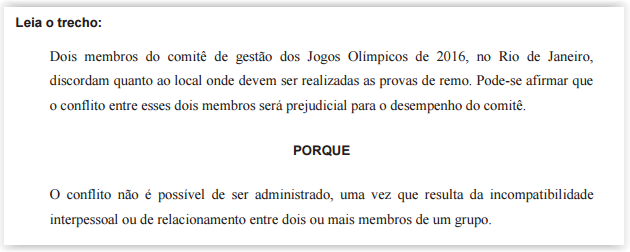 Leia o trecho:
Dois membros do comitê de gestão dos Jogos Olímpicos de 2016, no Rio de Janeiro,
discordam quanto ao local onde devem ser realizadas as provas de remo. Pode-se afirmar que
o conflito entre esses dois membros será prejudicial para o desempenho do comitê.
PORQUE
O conflito não é possível de ser administrado, uma vez que resulta da incompatibilidade
interpessoal ou de relacionamento entre dois ou mais membros de um grupo.